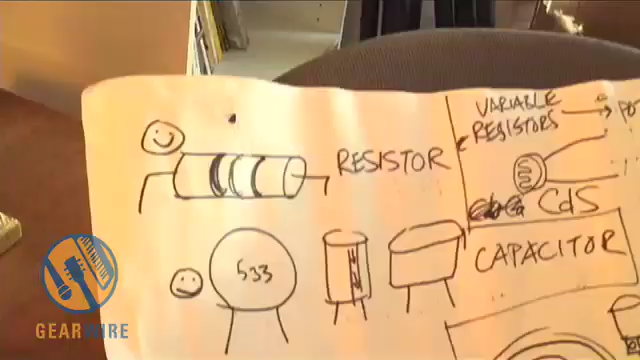 RESISTOR
VARIABLE
RESISTORS
CdS
533
CAPACITOR
GEARWIRE